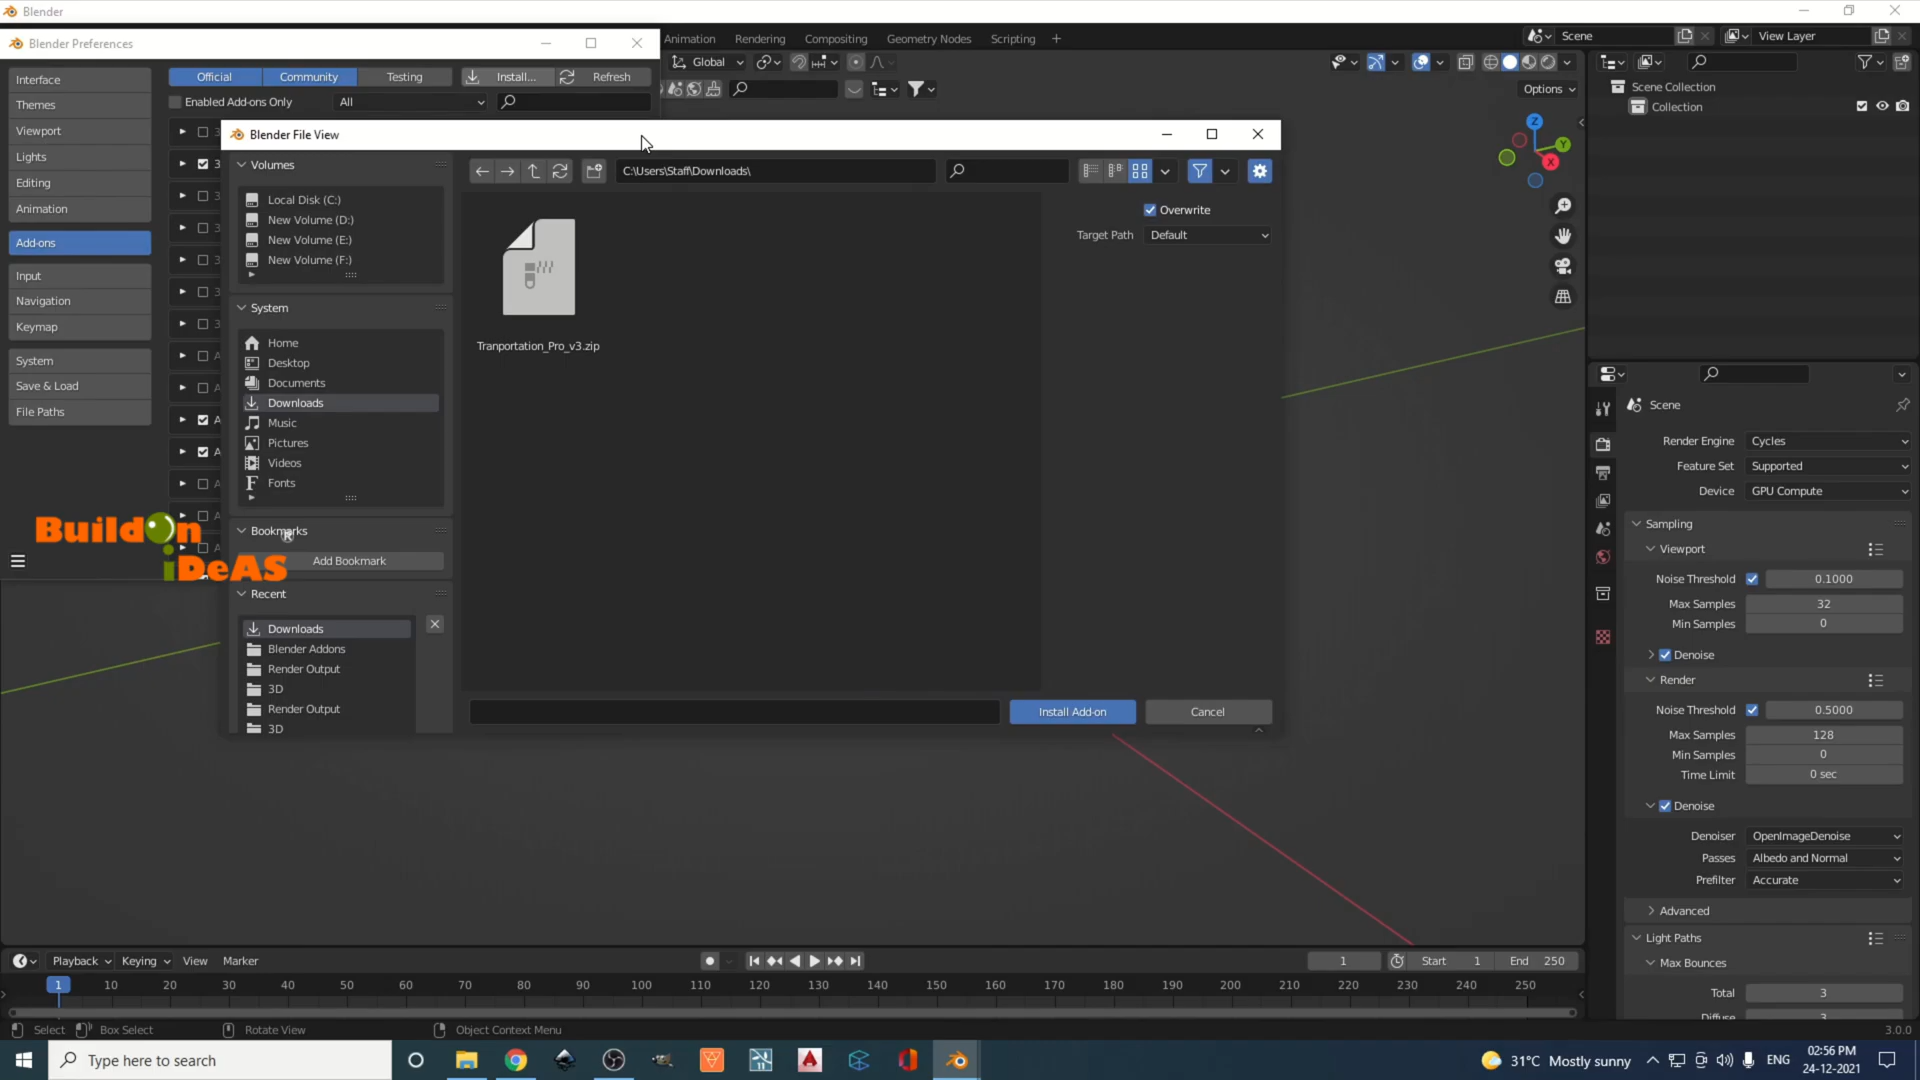 Blender
Blender Preferences
Animation
Rendering
Compositing
Geometry Nodes
Scripting
Scene
View Layer
Interface
Themes
Viewport
Lights
Editing
Animation
Add-ons
Input
Navigation
Keymap
System
Save & Load
File Paths
Official
Community
Testing
Install...
Refresh
Enabled Add-ons Only
All
Global
Options
Z
Y
X
Scene Collection
Collection
Blender File View
Volumes
Local Disk (C:)
New Volume (D:)
New Volume (E:)
New Volume (F:)
System
Home
Desktop
Documents
Downloads
Music
Pictures
Videos
Fonts
Bookmarks
Add Bookmark
Recent
Downloads
Blender Addons
Render Output
3D
Render Output
3D
C:\Users\Staff\Downloads\
Tranportation_Pro_v3.zip
Overwrite
Target Path
Default
Install Add-on
Cancel
BuildOn
iDeAS
Scene
Render Engine
Cycles
Feature Set
Supported
Device
GPU Compute
Sampling
Viewport
Noise Threshold
0.1000
Max Samples
32
Min Samples
0
Denoise
Render
Noise Threshold
0.5000
Max Samples
128
Min Samples
0
Time Limit
0 sec
Denoise
Denoiser
OpenImageDenoise
Passes
Albedo and Normal
Prefilter
Accurate
Advanced
Light Paths
Max Bounces
Total
3
Playback
Keying
View
Marker
1
Start 1
End 250
1 10 20 30 40 50 60 70 80 90 100 110 120 130 140 150 160 170 180 190 200 210 220 230 240 250
Select
Box Select
Rotate View
Object Context Menu
3.0.0
Type here to search
31°C Mostly sunny
ENG
02:56 PM
24-12-2021